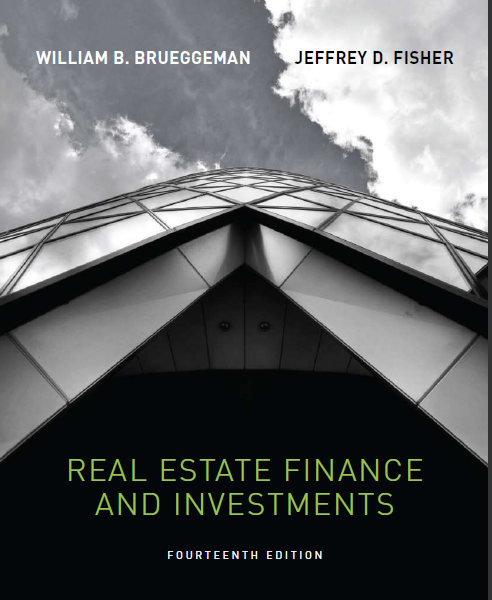 WILLIAM B. BRUEGGEMAN JEFFREY D. FISHER
REAL ESTATE FINANCE
AND INVESTMENTS
FOURTEENTH EDITION